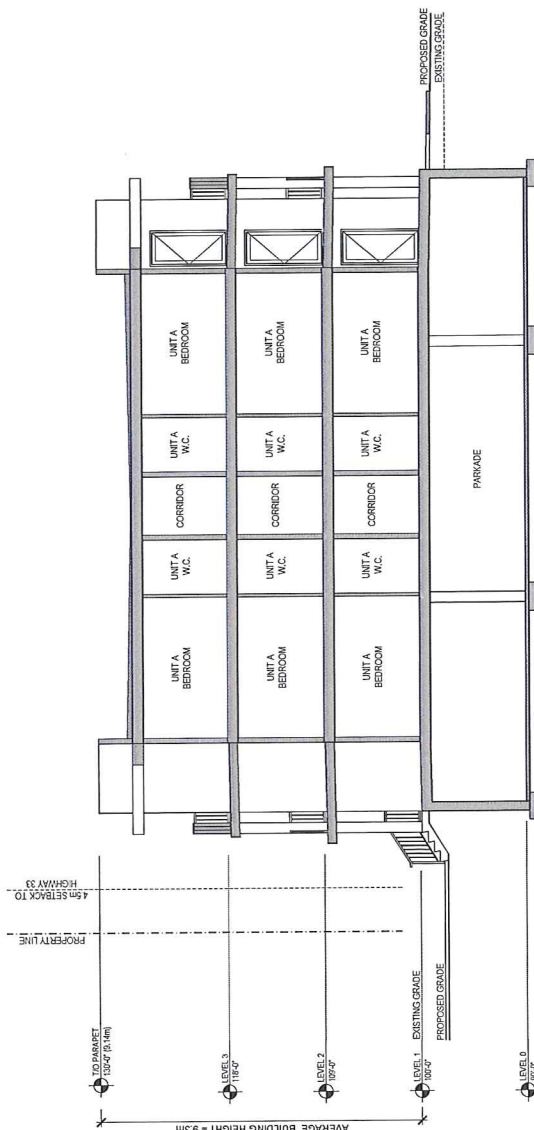 PROPERTY LINE
4.5m SETBACK TO
HIGHWAY 33
T/O PARAPET
130'-0" (9.14m)
AVERAGE BUILDING HEIGHT = 9.3m
UNIT A
BEDROOM
UNIT A
W.C.
CORRIDOR
UNIT A
W.C.
UNIT A
BEDROOM
LEVEL 3
118'-0"
UNIT A
BEDROOM
UNIT A
W.C.
CORRIDOR
UNIT A
W.C.
UNIT A
BEDROOM
LEVEL 2
109'-0"
UNIT A
BEDROOM
UNIT A
W.C.
CORRIDOR
UNIT A
W.C.
UNIT A
BEDROOM
LEVEL 1
100'-0"
EXISTING GRADE
PROPOSED GRADE
PROPOSED GRADE
EXISTING GRADE
PARKADE
LEVEL 0